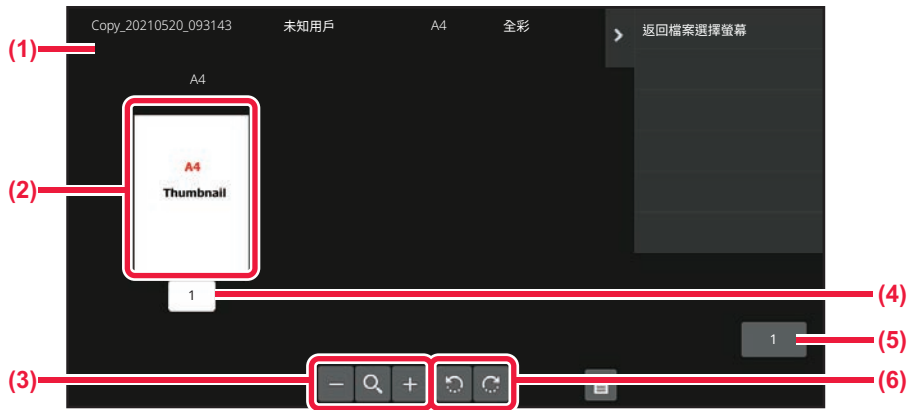 Copy_20210520_093143 未知用戶 A4 全彩 返回檔案選擇螢幕
(1)
A4
A4
(2)
Thumbnail
1
(4)
1
(5)
(3)
(6)